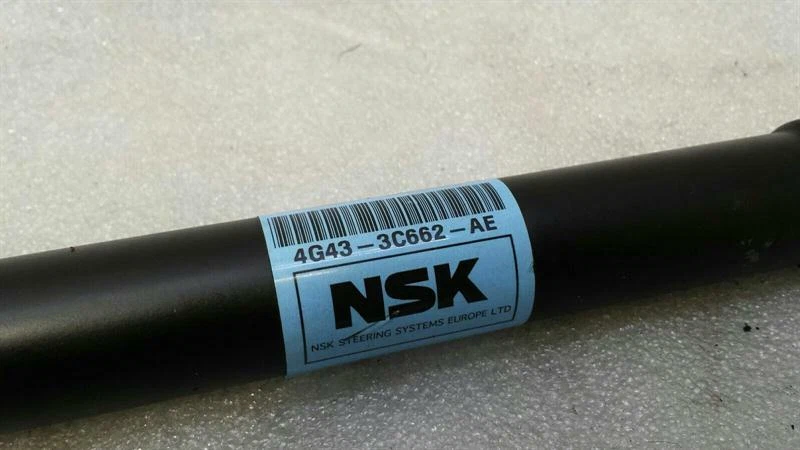 4G43-3C662-AE
NSK
NSK STEERING SYSTEMS EUROPE LTD